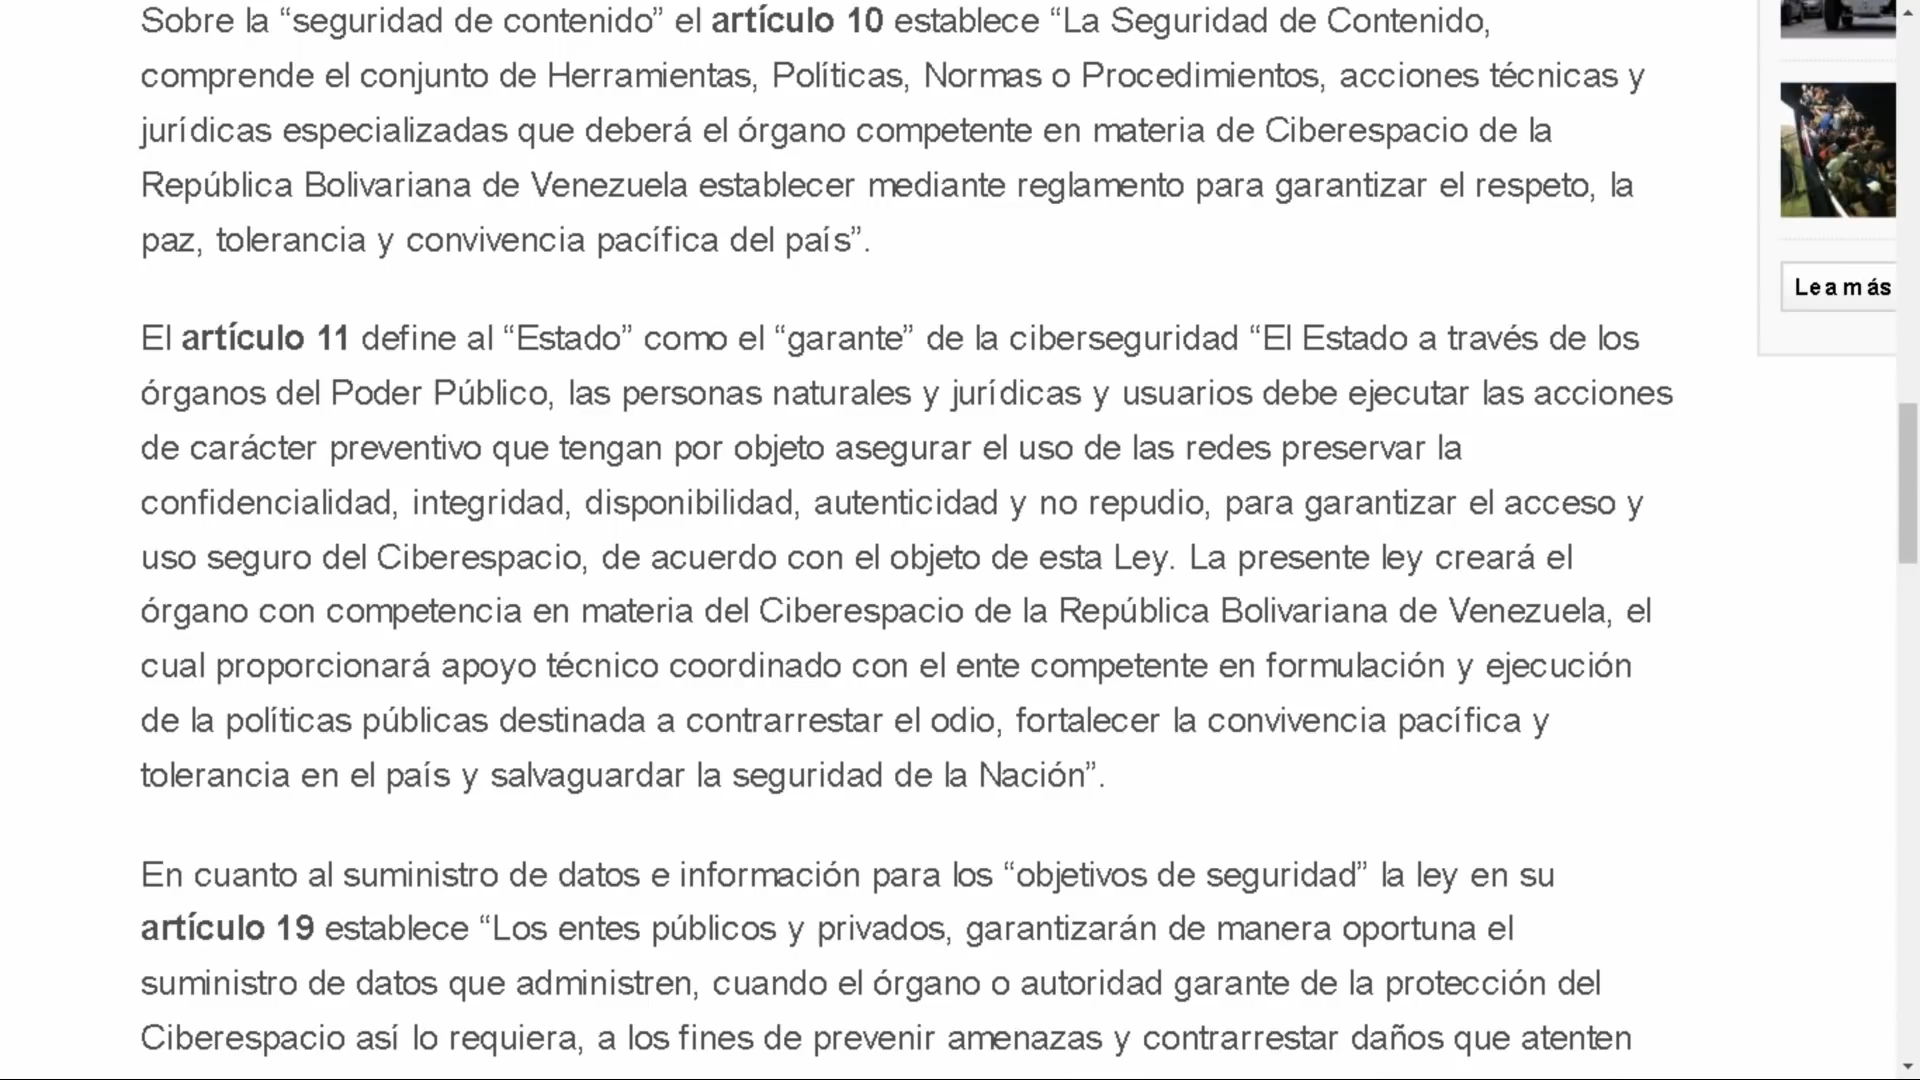 Sobre la “seguridad de contenido” el artículo 10 establece “La Seguridad de Contenido,
comprende el conjunto de Herramientas, Políticas, Normas o Procedimientos, acciones técnicas y
jurídicas especializadas que deberá el órgano competente en materia de Ciberespacio de la
República Bolivariana de Venezuela establecer mediante reglamento para garantizar el respeto, la
paz, tolerancia y convivencia pacífica del país”.
El artículo 11 define al “Estado” como el “garante” de la ciberseguridad “El Estado a través de los
órganos del Poder Público, las personas naturales y jurídicas y usuarios debe ejecutar las acciones
de carácter preventivo que tengan por objeto asegurar el uso de las redes preservar la
confidencialidad, integridad, disponibilidad, autenticidad y no repudio, para garantizar el acceso y
uso seguro del Ciberespacio, de acuerdo con el objeto de esta Ley. La presente ley creará el
órgano con competencia en materia del Ciberespacio de la República Bolivariana de Venezuela, el
cual proporcionará apoyo técnico coordinado con el ente competente en formulación y ejecución
de la políticas públicas destinada a contrarrestar el odio, fortalecer la convivencia pacífica y
tolerancia en el país y salvaguardar la seguridad de la Nación”.
En cuanto al suministro de datos e información para los “objetivos de seguridad” la ley en su
artículo 19 establece “Los entes públicos y privados, garantizarán de manera oportuna el
suministro de datos que administren, cuando el órgano o autoridad garante de la protección del
Ciberespacio así lo requiera, a los fines de prevenir amenazas y contrarrestar daños que atenten
Lea más